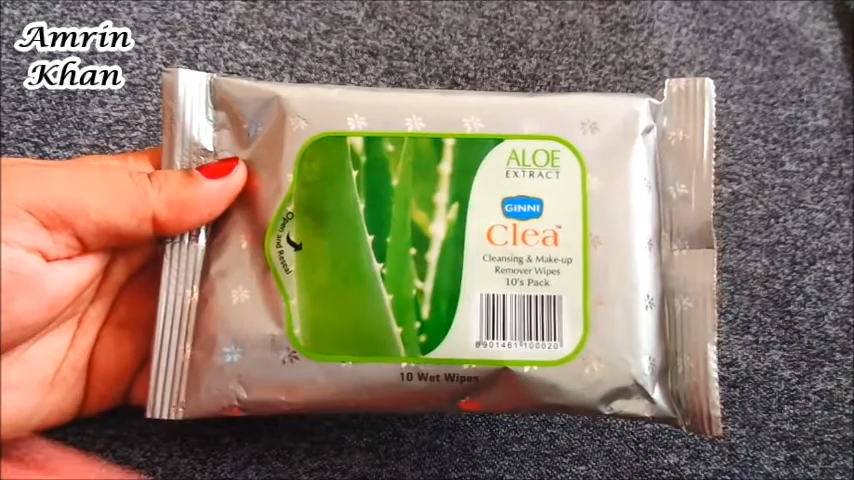 Amrin
Khan
ALOE
EXTRACT
GINNI
Clea™
Cleansing & Make-up
Remover Wipes
10's Pack
Open and Reseal
8901461100020
10 Wet Wipes